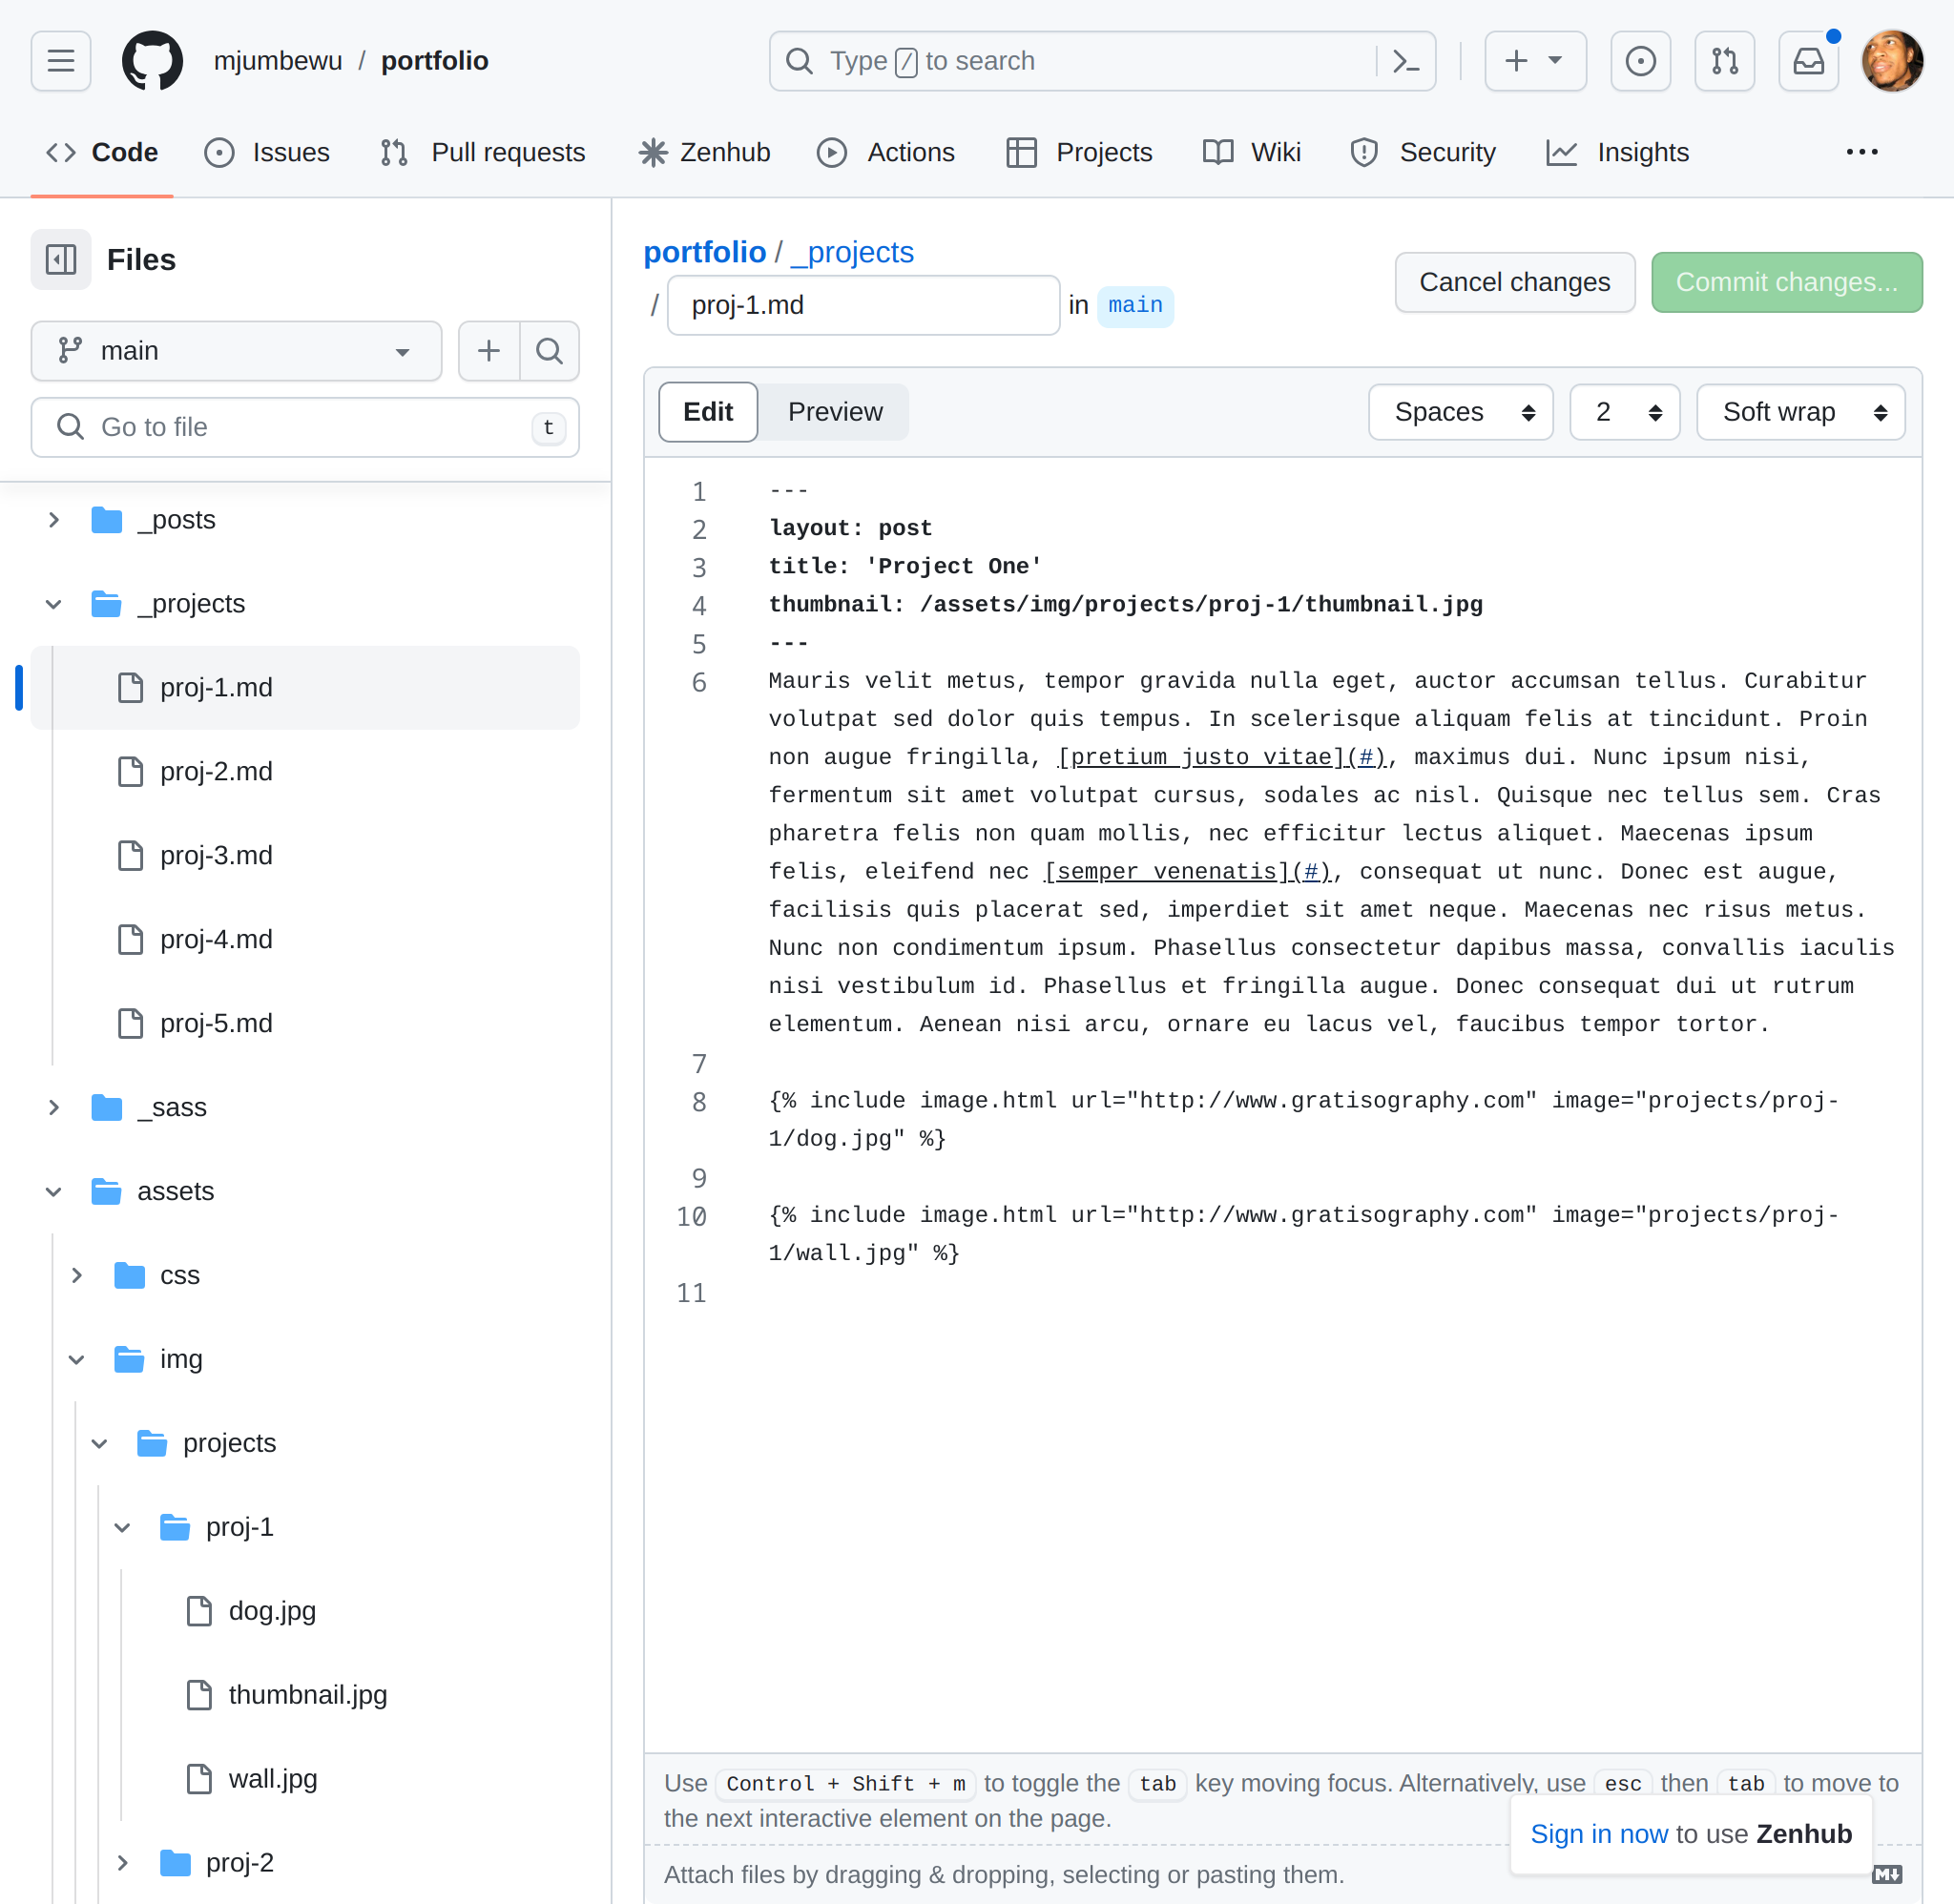 mjumbewu / portfolio
Type / to search
Code Issues Pull requests Zenhub Actions Projects Wiki Security Insights
Files
main
Go to file t
_posts
_projects
proj-1.md
proj-2.md
proj-3.md
proj-4.md
proj-5.md
_sass
assets
css
img
projects
proj-1
dog.jpg
thumbnail.jpg
wall.jpg
proj-2
portfolio / _projects
/ proj-1.md in main
Cancel changes Commit changes...
Edit Preview Spaces 2 Soft wrap
1 ---
2 layout: post
3 title: 'Project One'
4 thumbnail: /assets/img/projects/proj-1/thumbnail.jpg
5 ---
6 Mauris velit metus, tempor gravida nulla eget, auctor accumsan tellus. Curabitur
volutpat sed dolor quis tempus. In scelerisque aliquam felis at tincidunt. Proin
non augue fringilla, [pretium justo vitae](#), maximus dui. Nunc ipsum nisi,
fermentum sit amet volutpat cursus, sodales ac nisl. Quisque nec tellus sem. Cras
pharetra felis non quam mollis, nec efficitur lectus aliquet. Maecenas ipsum
felis, eleifend nec [semper venenatis](#), consequat ut nunc. Donec est augue,
facilisis quis placerat sed, imperdiet sit amet neque. Maecenas nec risus metus.
Nunc non condimentum ipsum. Phasellus consectetur dapibus massa, convallis iaculis
nisi vestibulum id. Phasellus et fringilla augue. Donec consequat dui ut rutrum
elementum. Aenean nisi arcu, ornare eu lacus vel, faucibus tempor tortor.
7
8 {% include image.html url="http://www.gratisography.com" image="projects/proj-
1/dog.jpg" %}
9
10 {% include image.html url="http://www.gratisography.com" image="projects/proj-
1/wall.jpg" %}
11
Use Control + Shift + m to toggle the tab key moving focus. Alternatively, use esc then tab to move to
the next interactive element on the page.
Sign in now to use Zenhub
Attach files by dragging & dropping, selecting or pasting them.
M